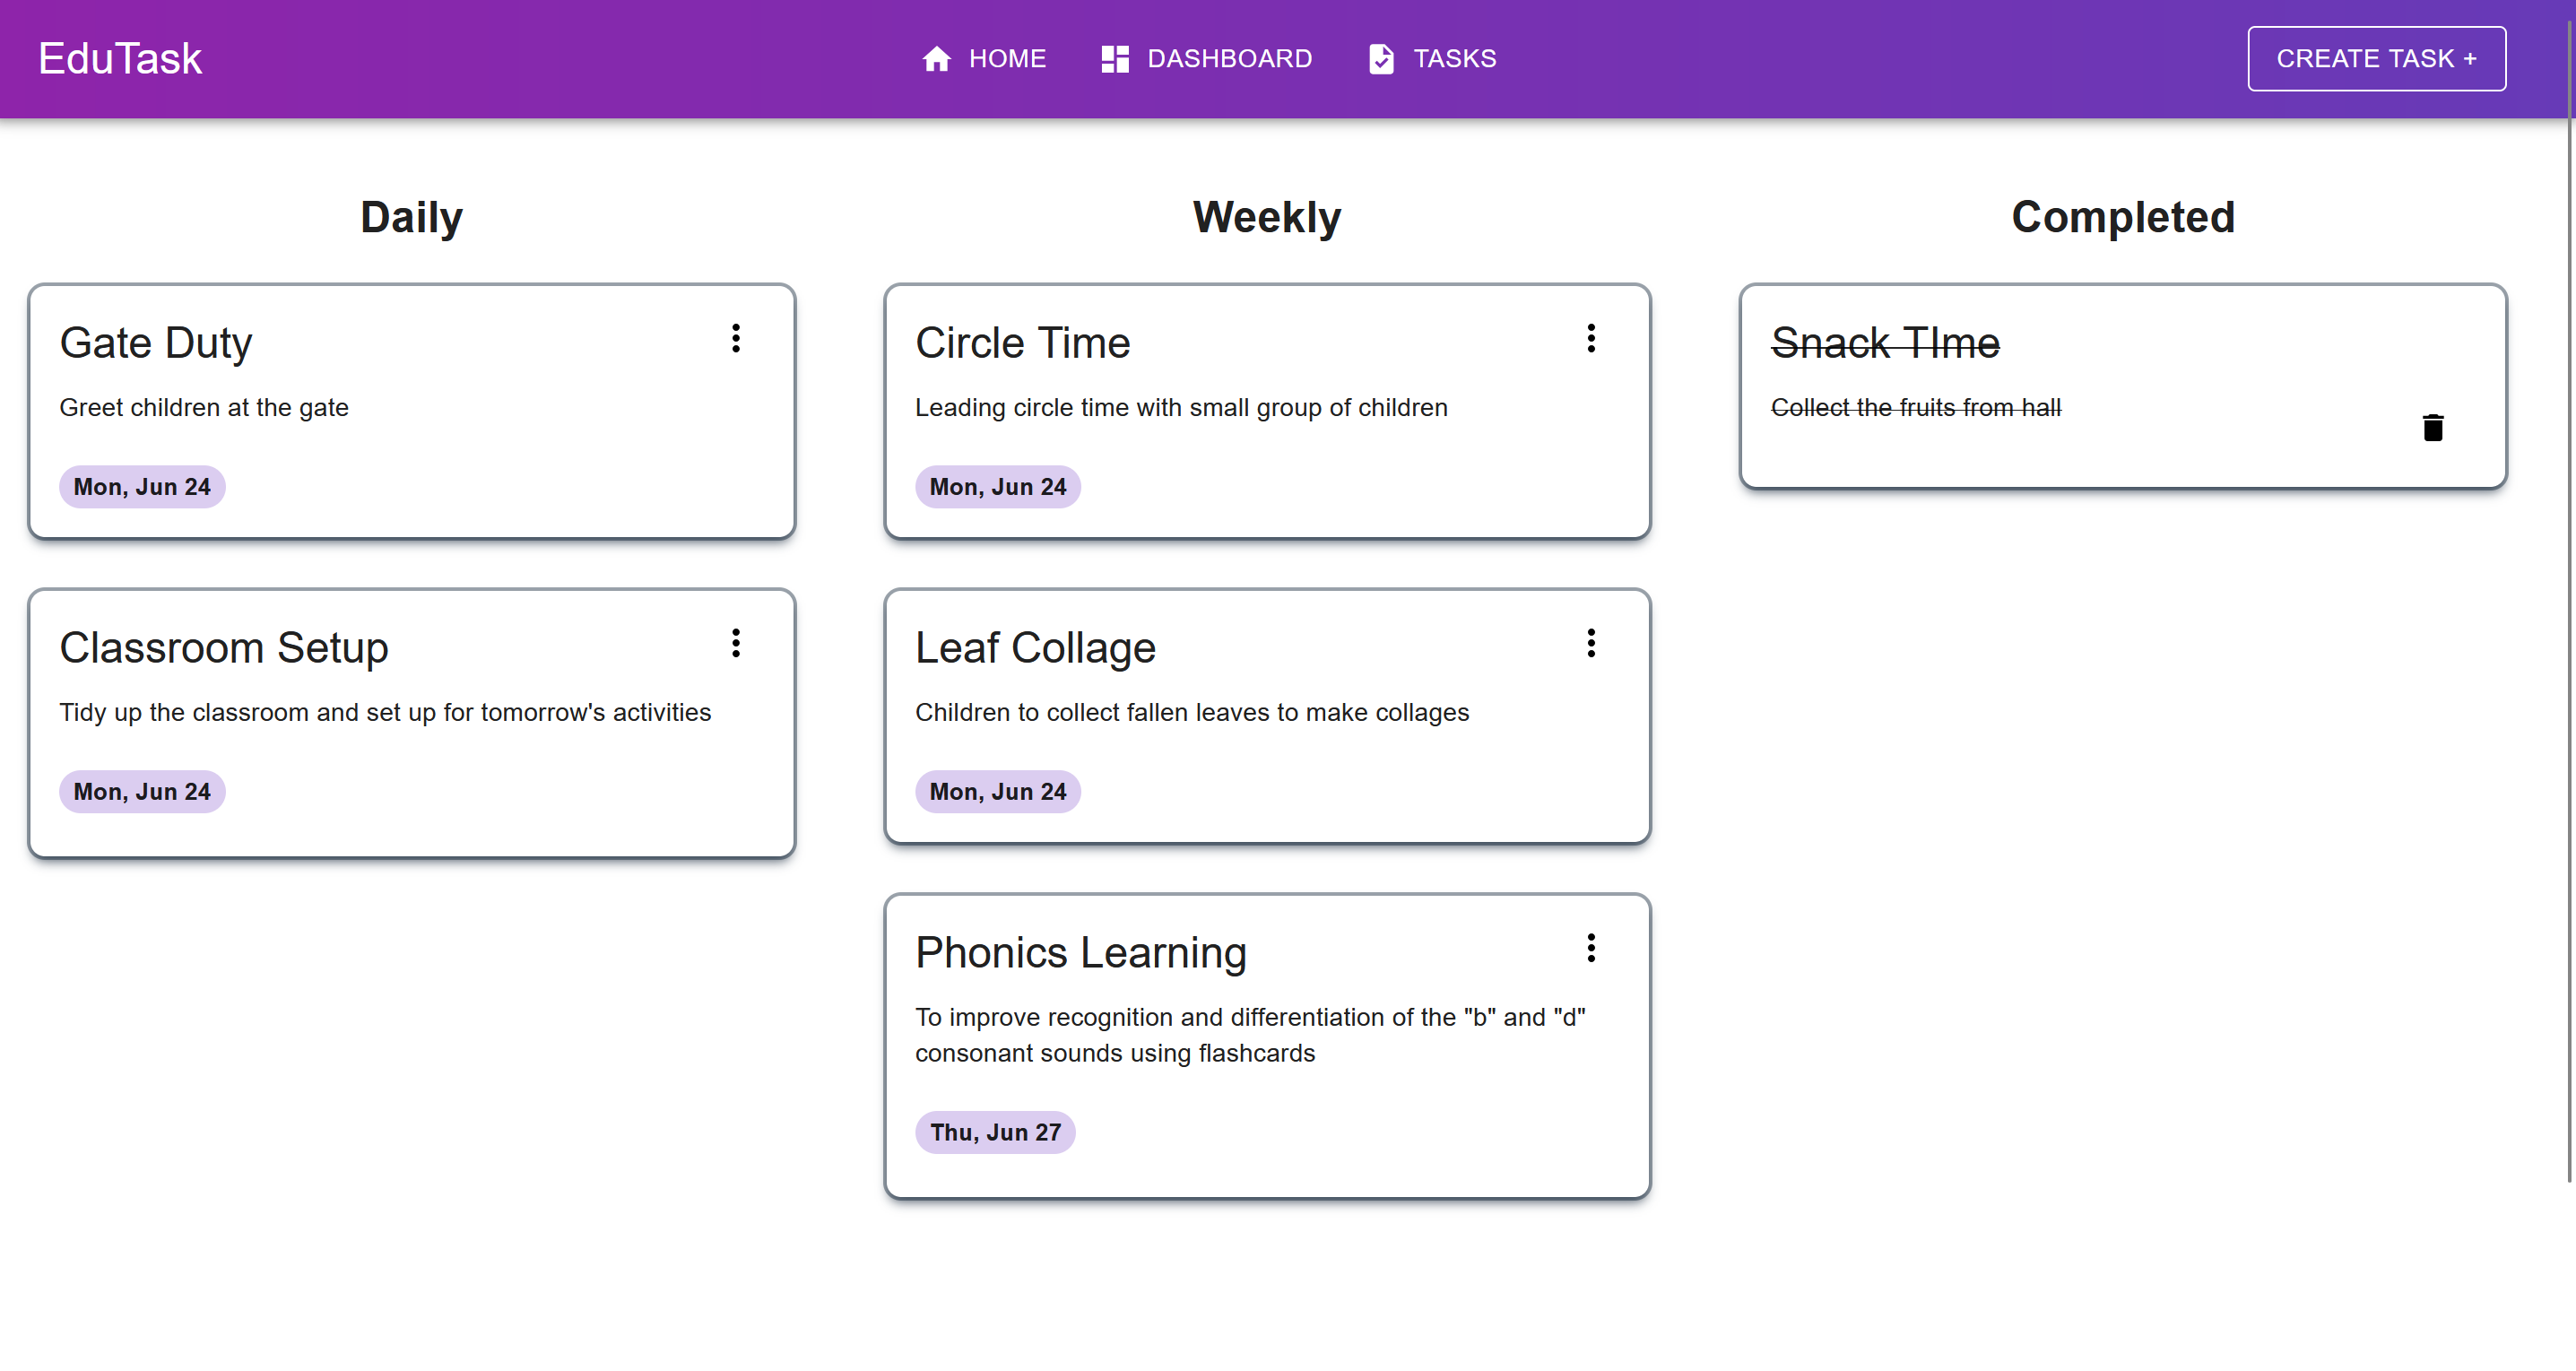 EduTask
HOME
DASHBOARD
TASKS
CREATE TASK +
Daily
Gate Duty
Greet children at the gate
Mon, Jun 24
Classroom Setup
Tidy up the classroom and set up for tomorrow's activities
Mon, Jun 24
Weekly
Circle Time
Leading circle time with small group of children
Mon, Jun 24
Leaf Collage
Children to collect fallen leaves to make collages
Mon, Jun 24
Phonics Learning
To improve recognition and differentiation of the "b" and "d"
consonant sounds using flashcards
Thu, Jun 27
Completed
Snack TIme
Collect the fruits from hall